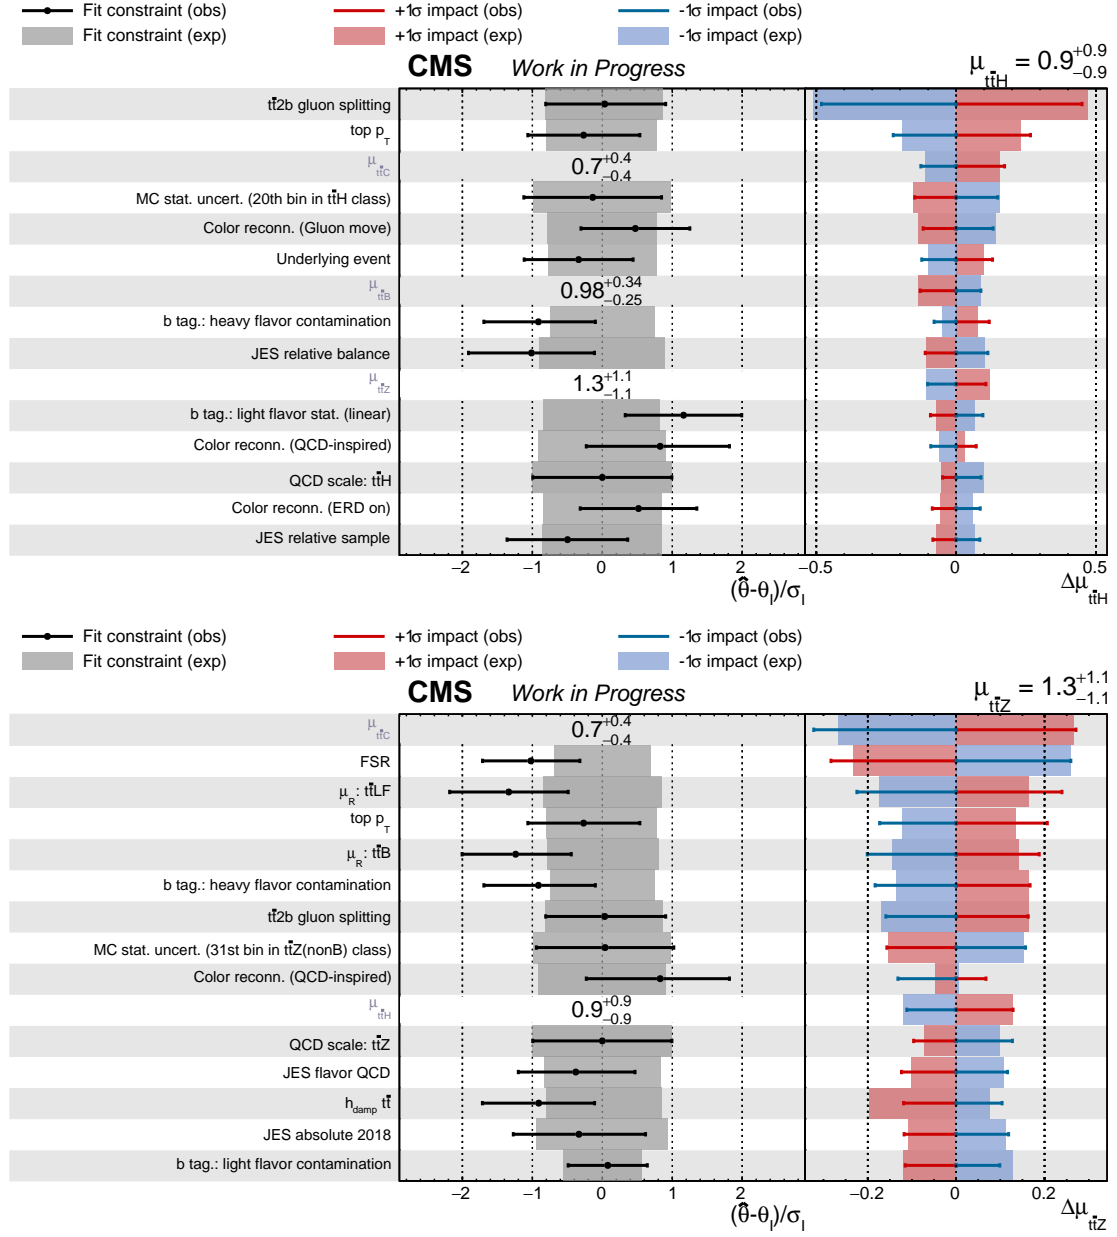 Fit constraint (obs) +1σ impact (obs) -1σ impact (obs)
Fit constraint (exp) +1σ impact (exp) -1σ impact (exp)
CMS Work in Progress μ_tt̄H = 0.9 +0.9 −0.9
tt̄2b gluon splitting
top p_T
μ_tt̄C 0.7 +0.4 −0.4
MC stat. uncert. (20th bin in tt̄H class)
Color reconn. (Gluon move)
Underlying event
μ_tt̄B 0.98 +0.34 −0.25
b tag.: heavy flavor contamination
JES relative balance
μ_tt̄Z 1.3 +1.1 −1.1
b tag.: light flavor stat. (linear)
Color reconn. (QCD-inspired)
QCD scale: tt̄H
Color reconn. (ERD on)
JES relative sample
−2 −1 0 1 2 −0.5 0 0.5
(θ̂-θ_I)/σ_I Δμ_tt̄H
Fit constraint (obs) +1σ impact (obs) -1σ impact (obs)
Fit constraint (exp) +1σ impact (exp) -1σ impact (exp)
CMS Work in Progress μ_tt̄Z = 1.3 +1.1 −1.1
μ_tt̄C 0.7 +0.4 −0.4
FSR
μ_R: tt̄LF
top p_T
μ_R: tt̄B
b tag.: heavy flavor contamination
tt̄2b gluon splitting
MC stat. uncert. (31st bin in tt̄Z(nonB) class)
Color reconn. (QCD-inspired)
μ_tt̄H 0.9 +0.9 −0.9
QCD scale: tt̄Z
JES flavor QCD
h_damp tt̄
JES absolute 2018
b tag.: light flavor contamination
−2 −1 0 1 2 −0.2 0 0.2
(θ̂-θ_I)/σ_I Δμ_tt̄Z